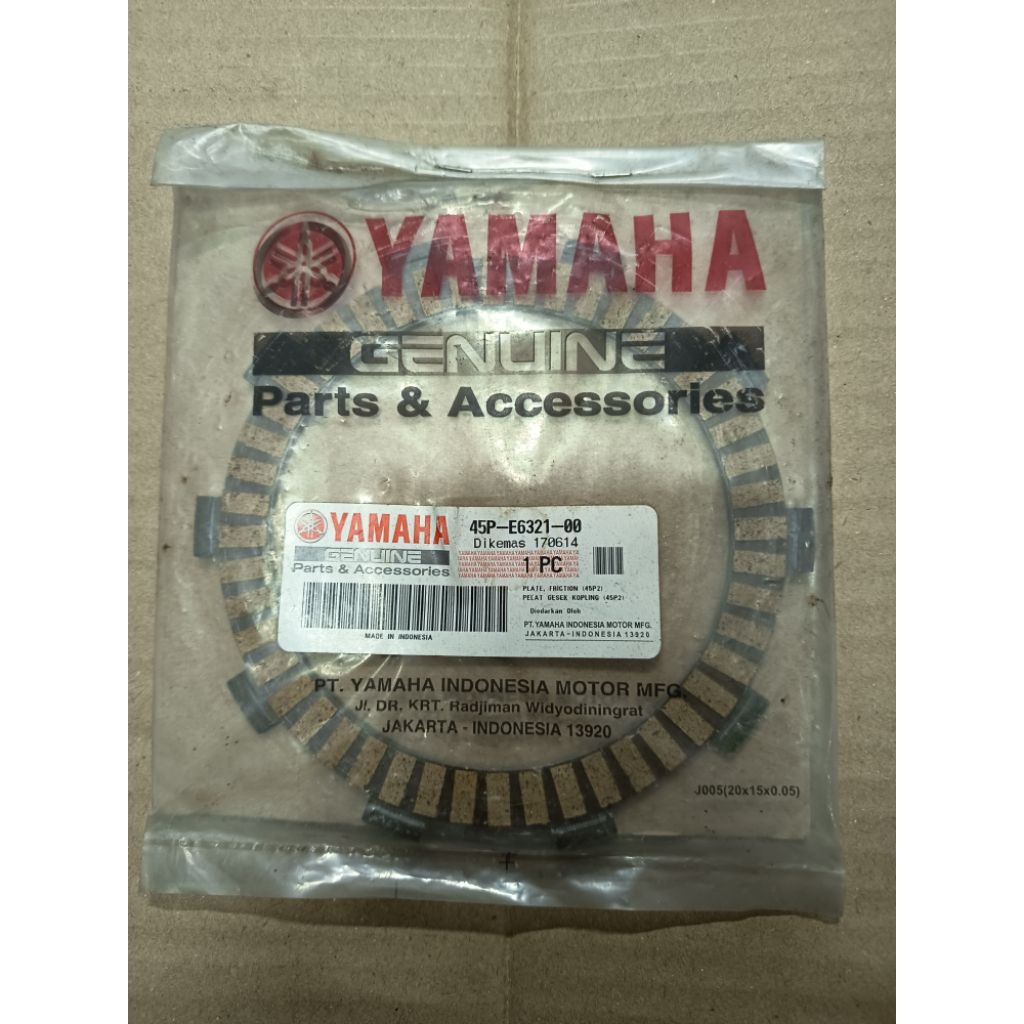 YAMAHA
GENUINE
Parts & Accessories
YAMAHA
GENUINE
Parts & Accessories
MADE IN INDONESIA
45P-E6321-00
Dikemas 170614
1 PC
PLATE, FRICTION (45P2)
PELAT GESEK KOPLING (45P2)
Diedarkan Oleh
PT. YAMAHA INDONESIA MOTOR MFG.
JAKARTA-INDONESIA 13920
PT. YAMAHA INDONESIA MOTOR MFG.
Jl. DR. KRT. Radjiman Widyodiningrat
JAKARTA - INDONESIA 13920
J005(20x15x0.05)